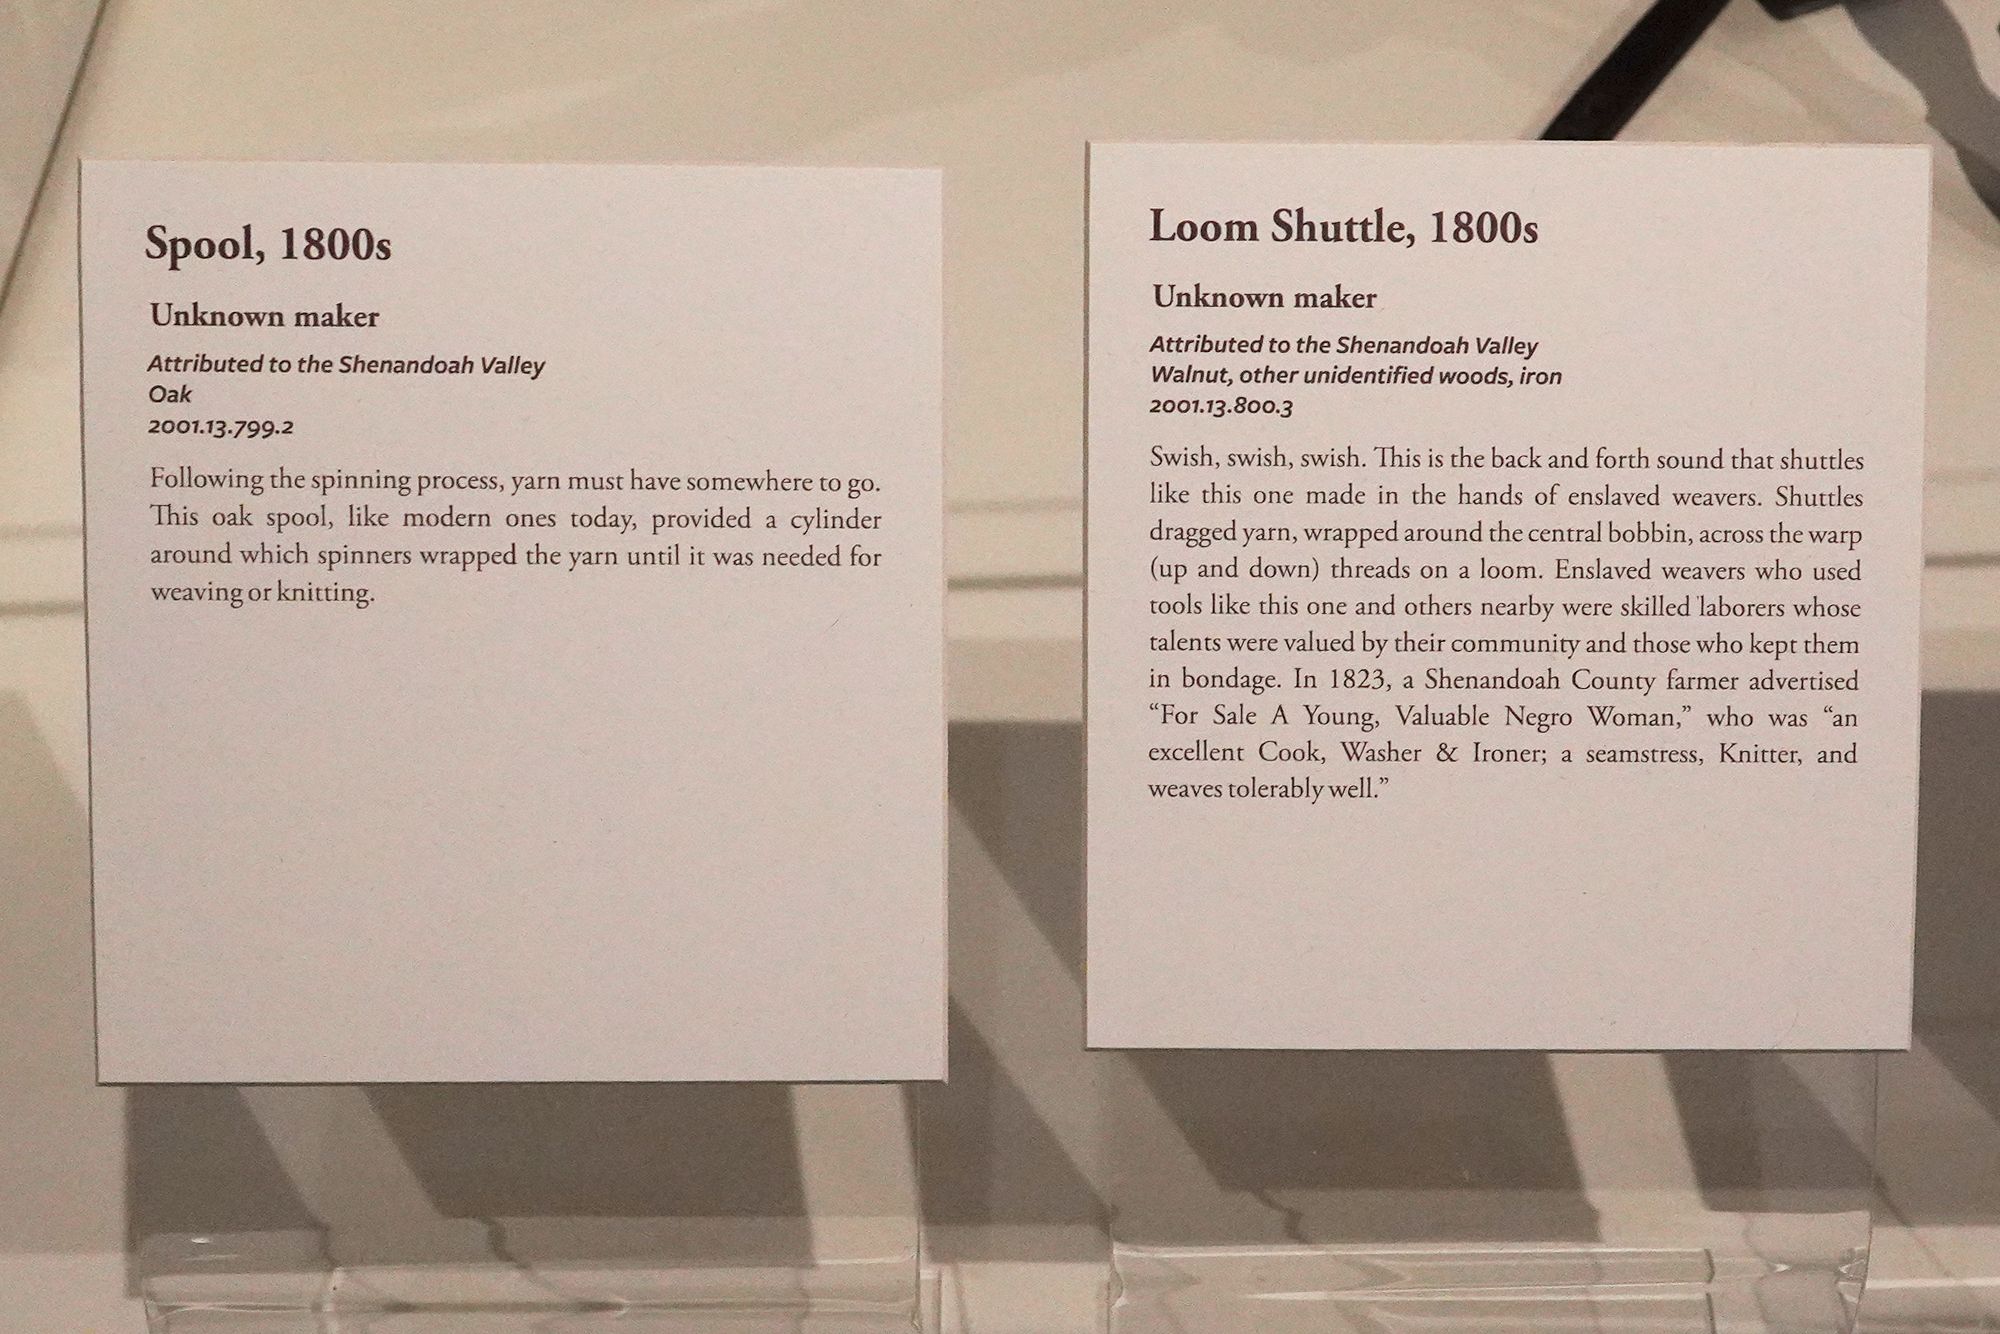 Spool, 1800s
Unknown maker
Attributed to the Shenandoah Valley
Oak
2001.13.799.2
Following the spinning process, yarn must have somewhere to go.
This oak spool, like modern ones today, provided a cylinder
around which spinners wrapped the yarn until it was needed for
weaving or knitting.
Loom Shuttle, 1800s
Unknown maker
Attributed to the Shenandoah Valley
Walnut, other unidentified woods, iron
2001.13.800.3
Swish, swish, swish. This is the back and forth sound that shuttles
like this one made in the hands of enslaved weavers. Shuttles
dragged yarn, wrapped around the central bobbin, across the warp
(up and down) threads on a loom. Enslaved weavers who used
tools like this one and others nearby were skilled laborers whose
talents were valued by their community and those who kept them
in bondage. In 1823, a Shenandoah County farmer advertised
“For Sale A Young, Valuable Negro Woman,” who was “an
excellent Cook, Washer & Ironer; a seamstress, Knitter, and
weaves tolerably well.”